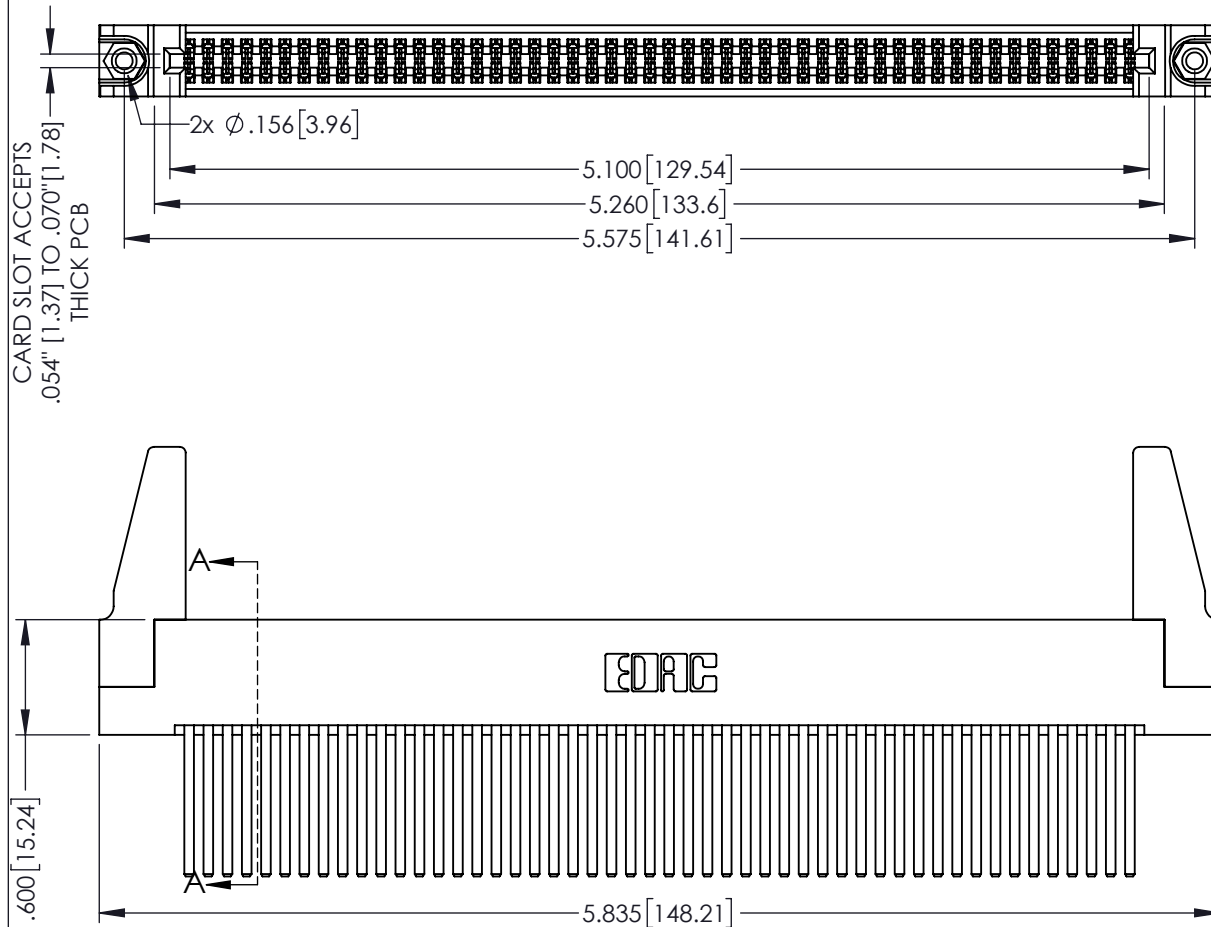 2x Ø.156[3.96]
5.100[129.54]
5.260[133.6]
5.575[141.61]
CARD SLOT ACCEPTS
.054" [1.37] TO .070"[1.78]
THICK PCB
A
EDAC
A
.600[15.24]
5.835[148.21]